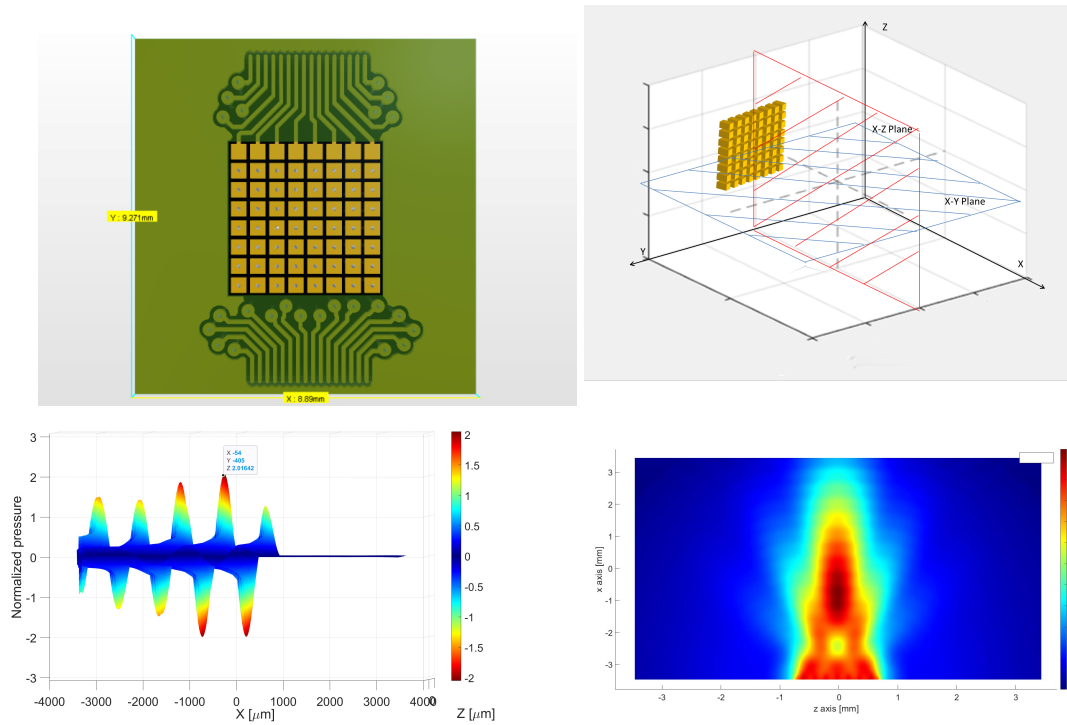 Y : 9.271mm
X : 8.89mm
Z
X-Z Plane
X-Y Plane
Y
X
Normalized pressure
3
2
1
0
-1
-2
-3
X -54
Y -405
Z 2.01642
-4000 -3000 -2000 -1000 0 1000 2000 3000 4000
0
X [μm]
Z [μm]
2
1.5
1
0.5
0
-0.5
-1
-1.5
-2
x axis [mm]
3
2
1
0
-1
-2
-3
-3 -2 -1 0 1 2 3
z axis [mm]